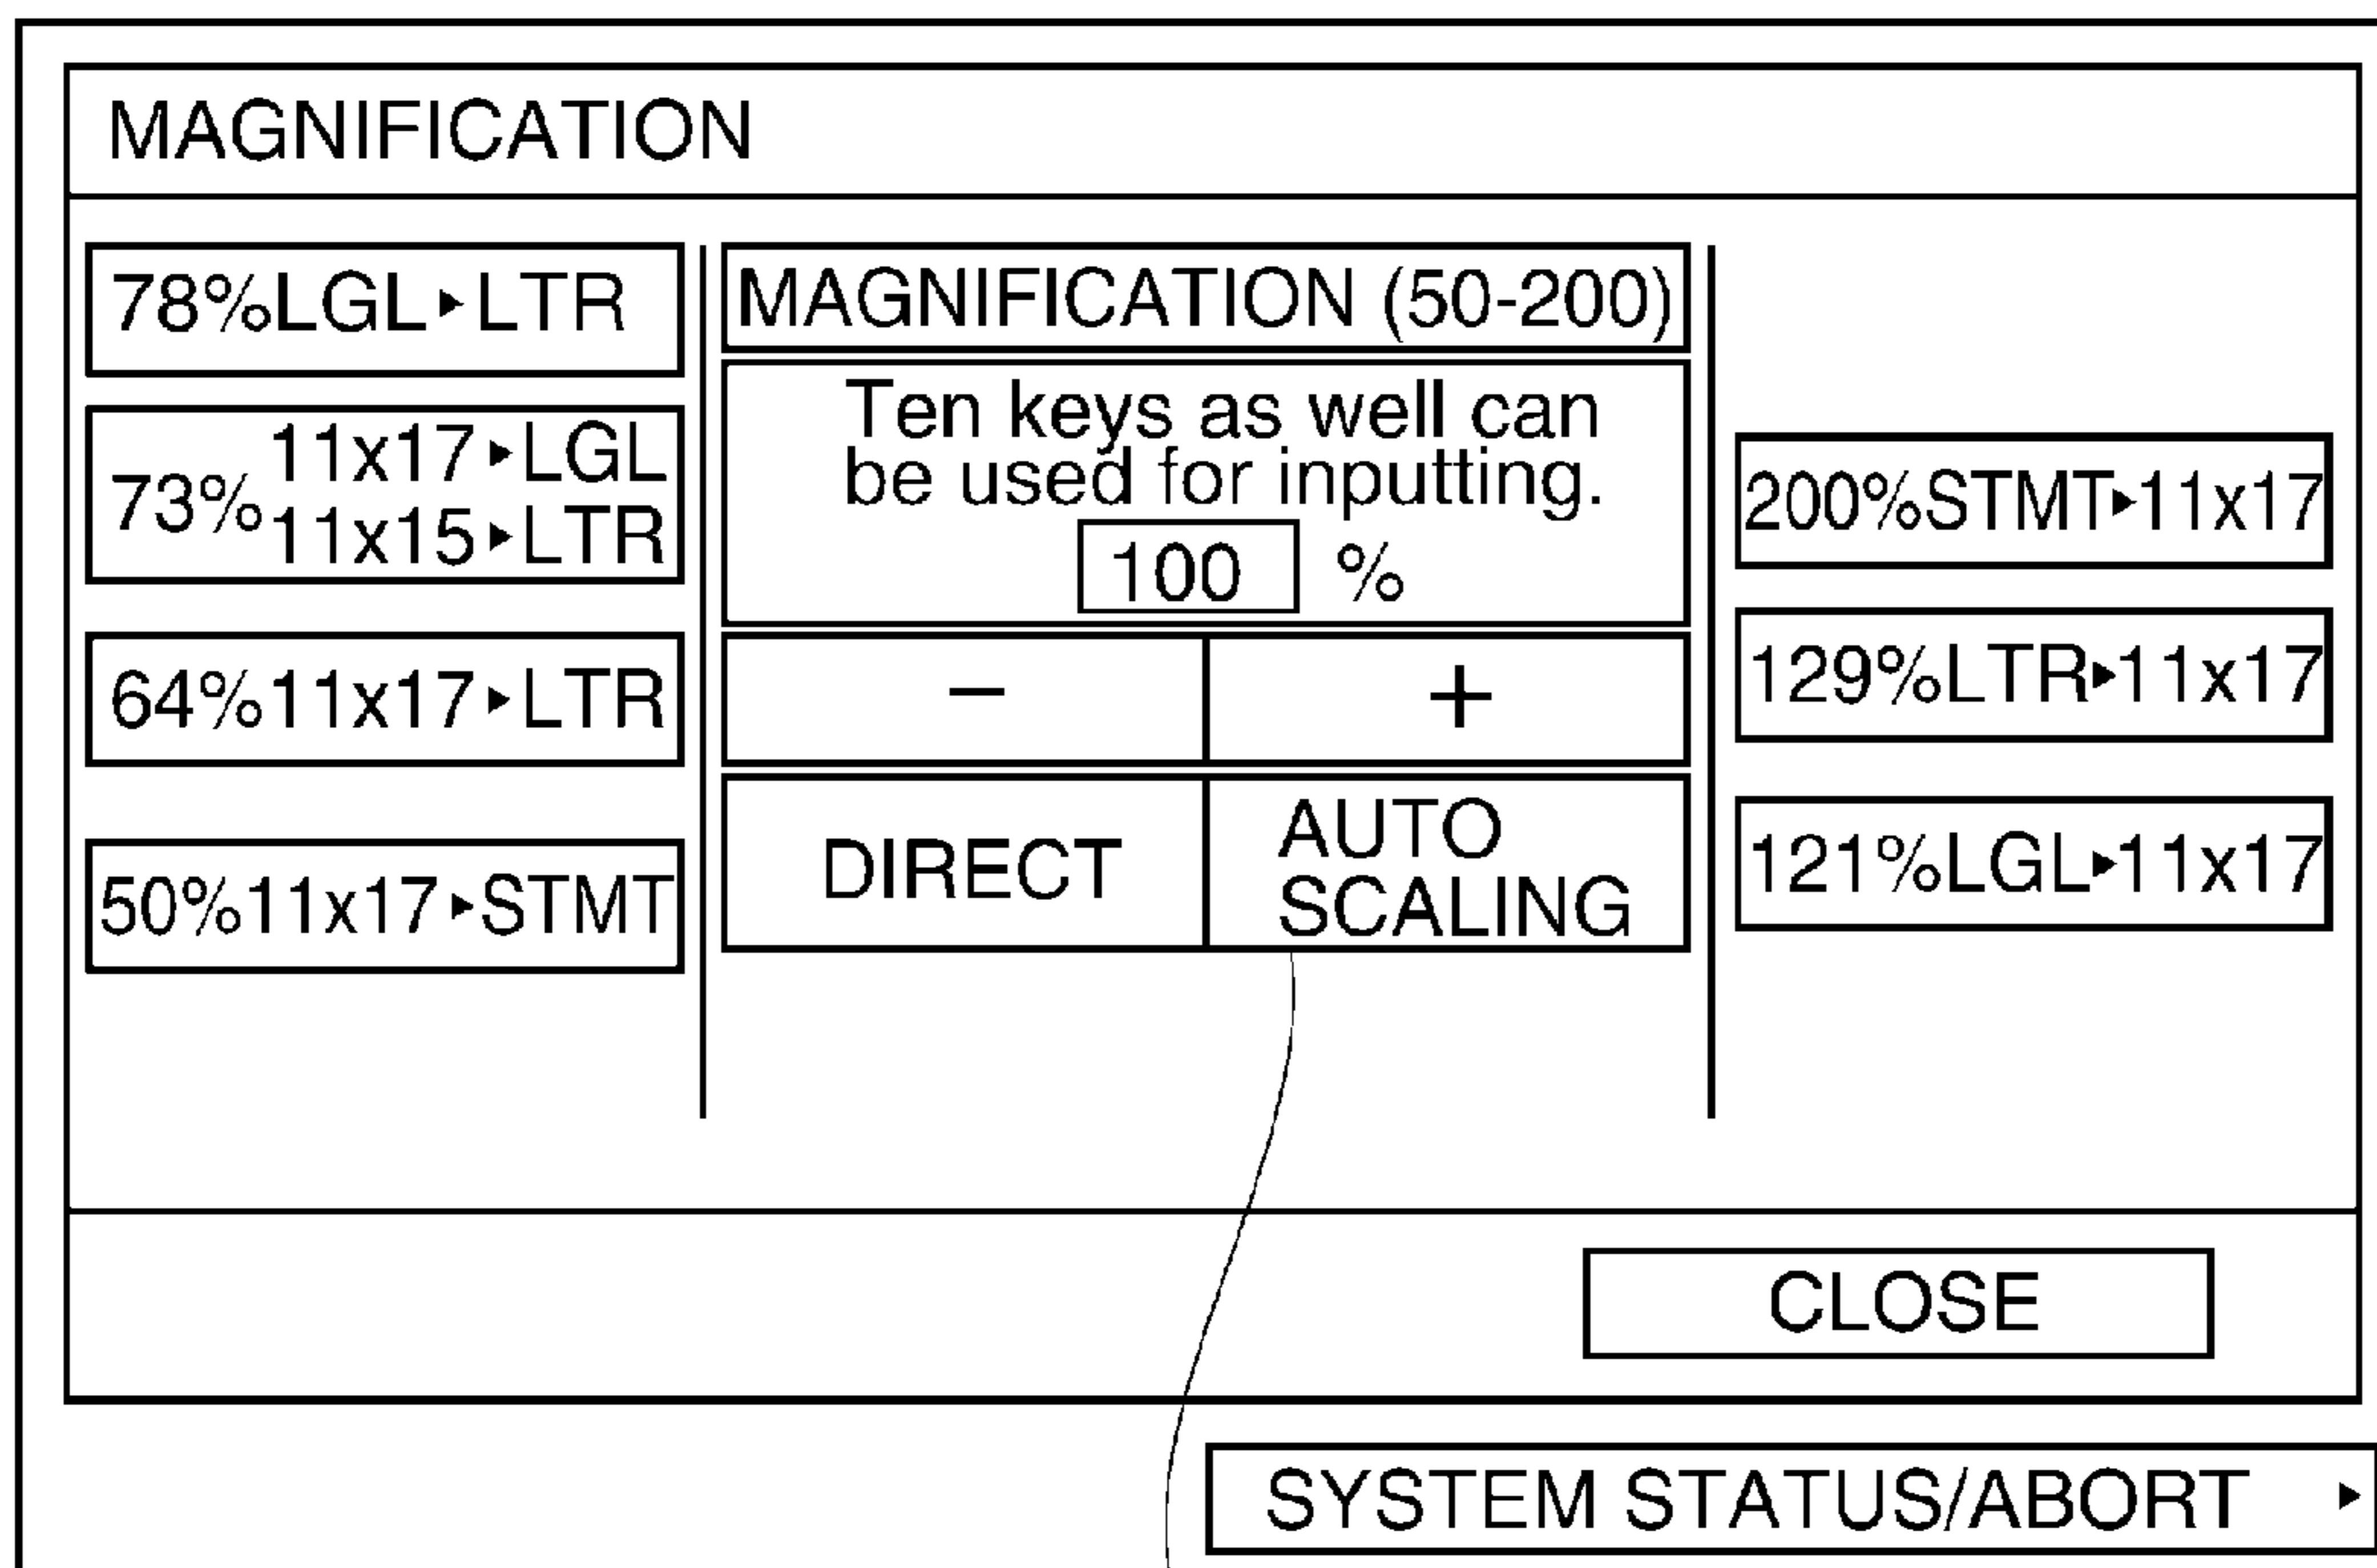 MAGNIFICATION
78%LGL▸LTR
73% 11x17▸LGL
11x15▸LTR
64%11x17▸LTR
50%11x17▸STMT
MAGNIFICATION (50-200)
Ten keys as well can
be used for inputting.
100 %
− +
DIRECT
AUTO
SCALING
200%STMT▸11x17
129%LTR▸11x17
121%LGL▸11x17
CLOSE
SYSTEM STATUS/ABORT ▸